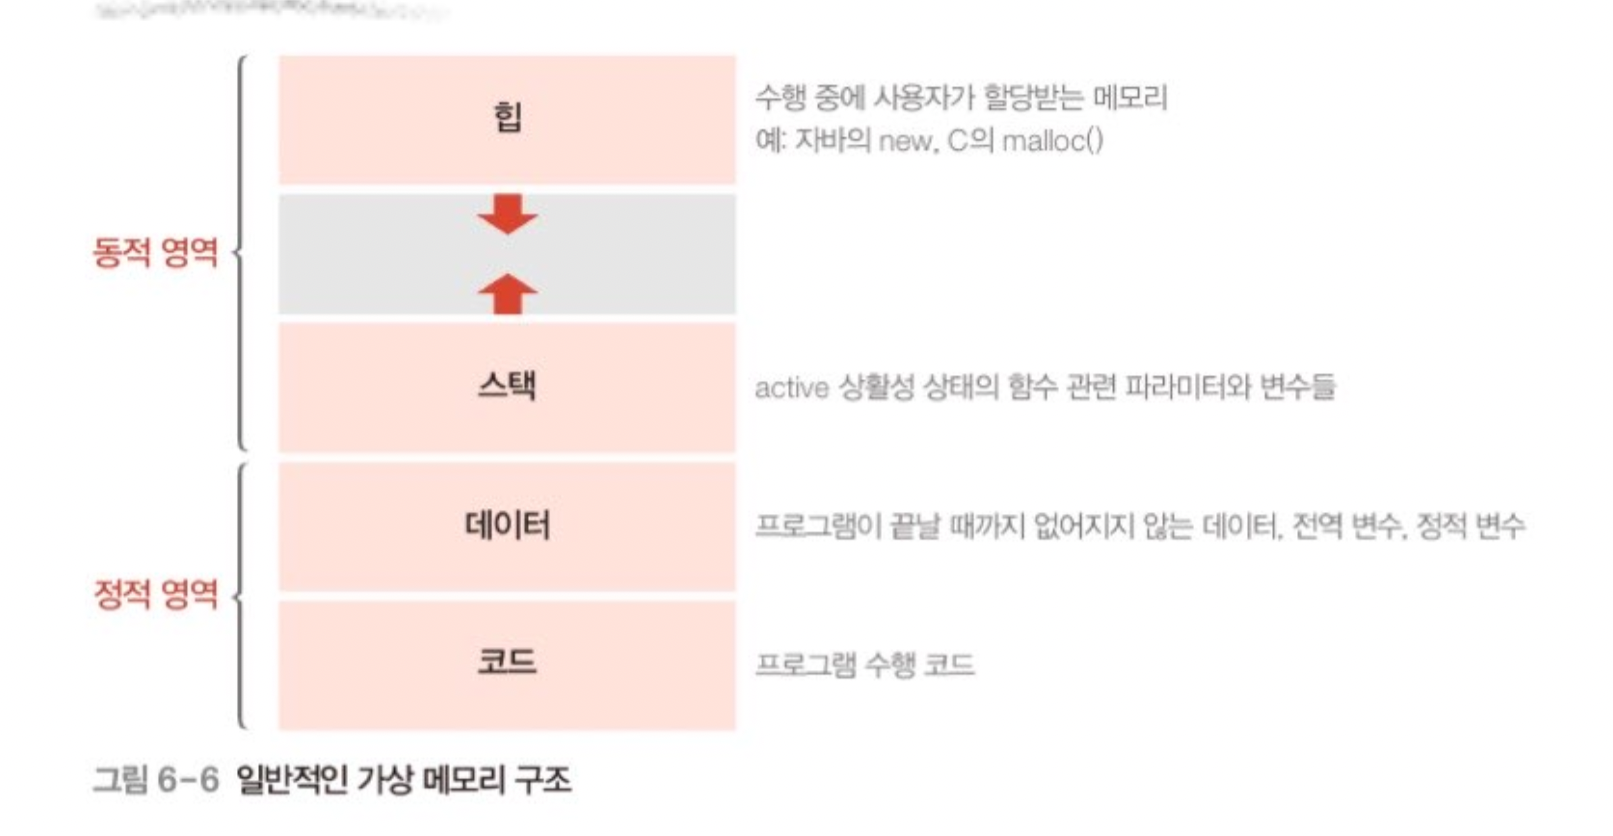 힙
수행 중에 사용자가 할당받는 메모리
예: 자바의 new, C의 malloc()
동적 영역
스택
active 상활성 상태의 함수 관련 파라미터와 변수들
데이터
프로그램이 끝날 때까지 없어지지 않는 데이터, 전역 변수, 정적 변수
정적 영역
코드
프로그램 수행 코드
그림 6-6 일반적인 가상 메모리 구조